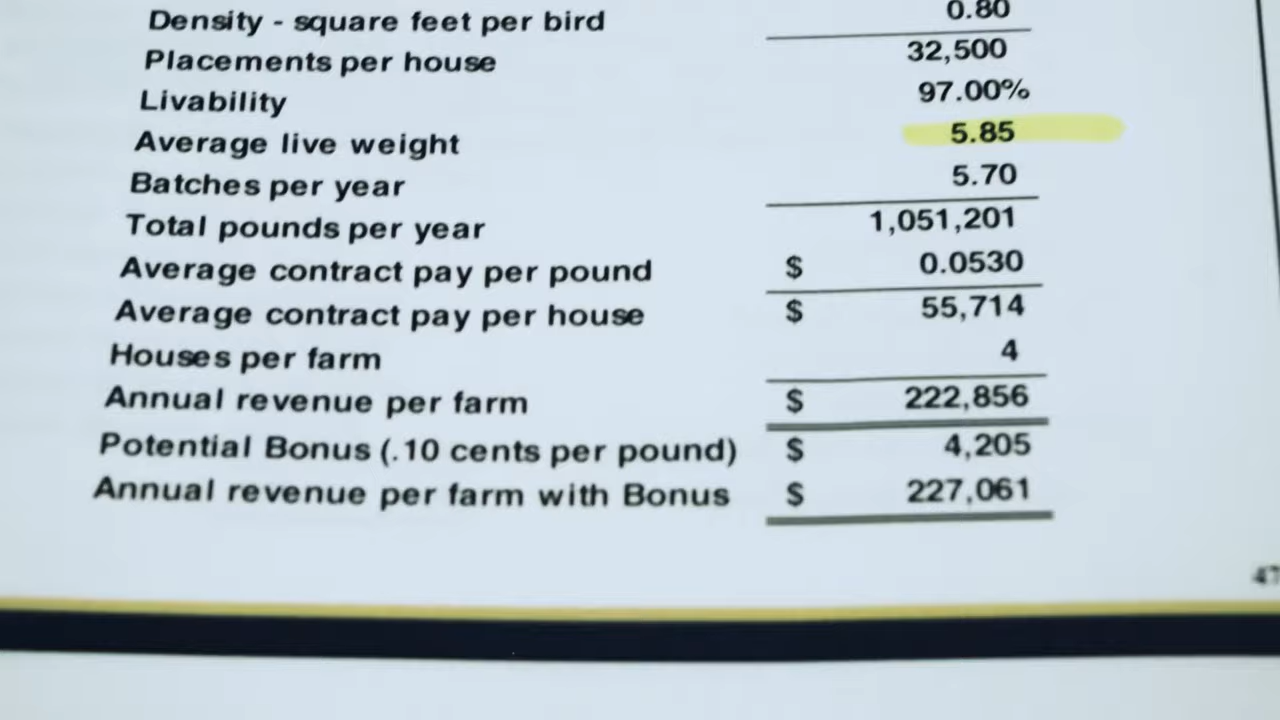 Density - square feet per bird 0.80
Placements per house 32,500
Livability 97.00%
Average live weight 5.85
Batches per year 5.70
Total pounds per year 1,051,201
Average contract pay per pound $ 0.0530
Average contract pay per house $ 55,714
Houses per farm 4
Annual revenue per farm $ 222,856
Potential Bonus (.10 cents per pound) $ 4,205
Annual revenue per farm with Bonus $ 227,061
47